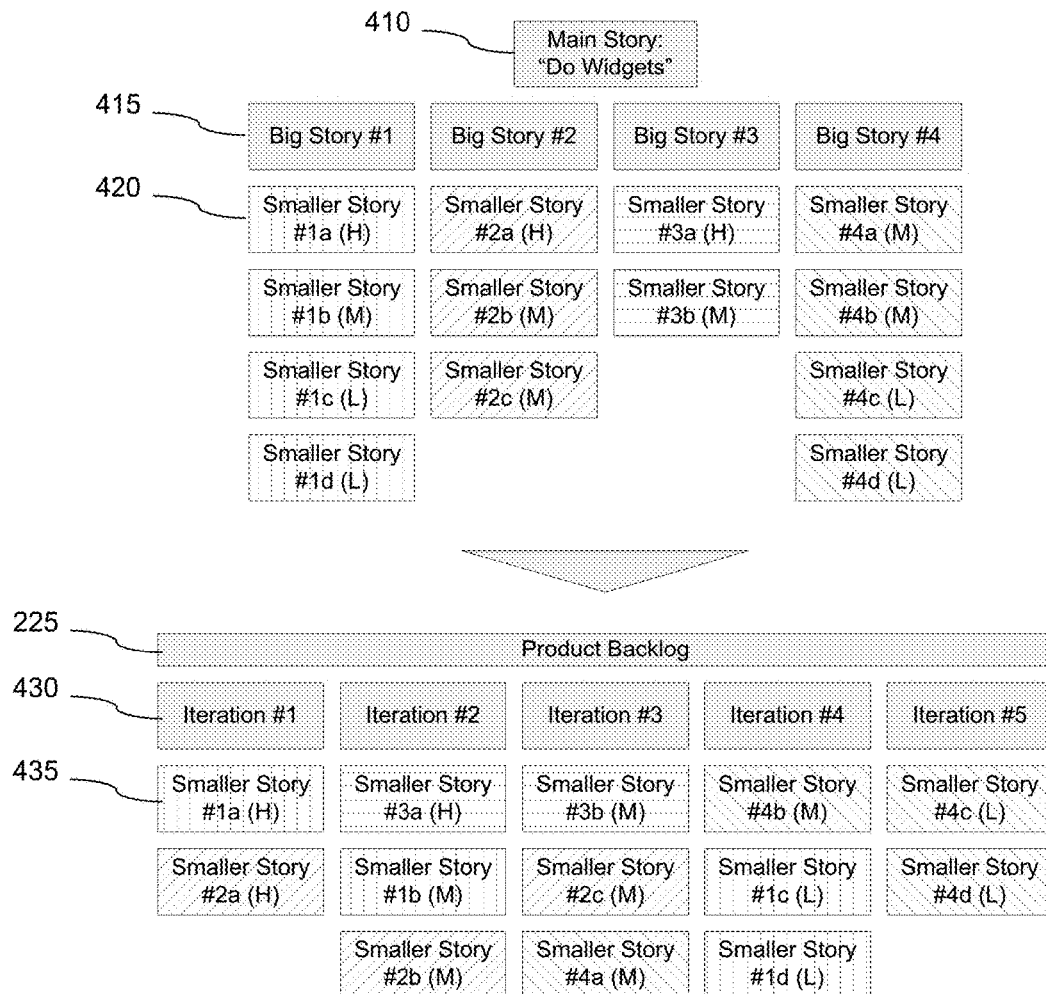 410
Main Story:
"Do Widgets"
415
Big Story #1
Big Story #2
Big Story #3
Big Story #4
420
Smaller Story
#1a (H)
Smaller Story
#2a (H)
Smaller Story
#3a (H)
Smaller Story
#4a (M)
Smaller Story
#1b (M)
Smaller Story
#2b (M)
Smaller Story
#3b (M)
Smaller Story
#4b (M)
Smaller Story
#1c (L)
Smaller Story
#2c (M)
Smaller Story
#4c (L)
Smaller Story
#1d (L)
Smaller Story
#4d (L)
225
Product Backlog
430
Iteration #1
Iteration #2
Iteration #3
Iteration #4
Iteration #5
435
Smaller Story
#1a (H)
Smaller Story
#3a (H)
Smaller Story
#3b (M)
Smaller Story
#4b (M)
Smaller Story
#4c (L)
Smaller Story
#2a (H)
Smaller Story
#1b (M)
Smaller Story
#2c (M)
Smaller Story
#1c (L)
Smaller Story
#4d (L)
Smaller Story
#2b (M)
Smaller Story
#4a (M)
Smaller Story
#1d (L)